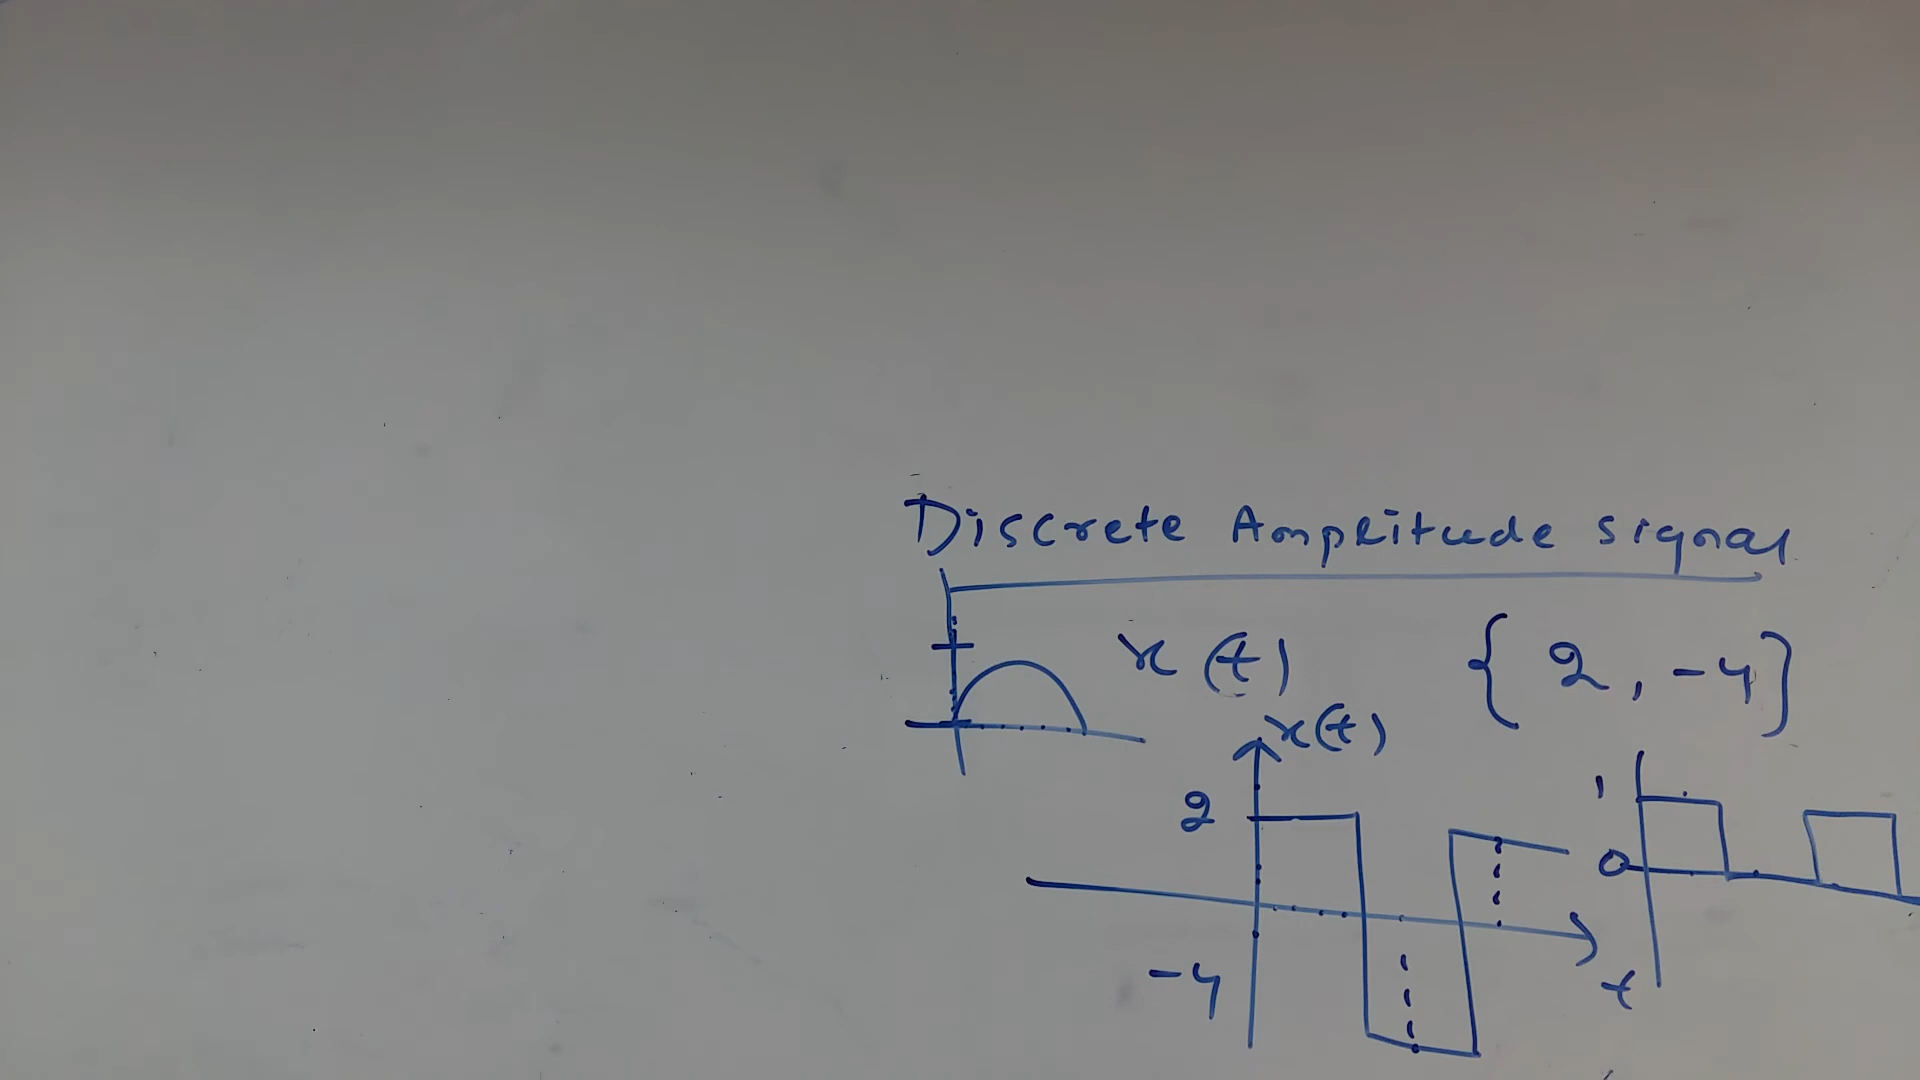 Discrete Amplitude signal
x(t) {2, -4}
x(t)
2
1
0
-4
t